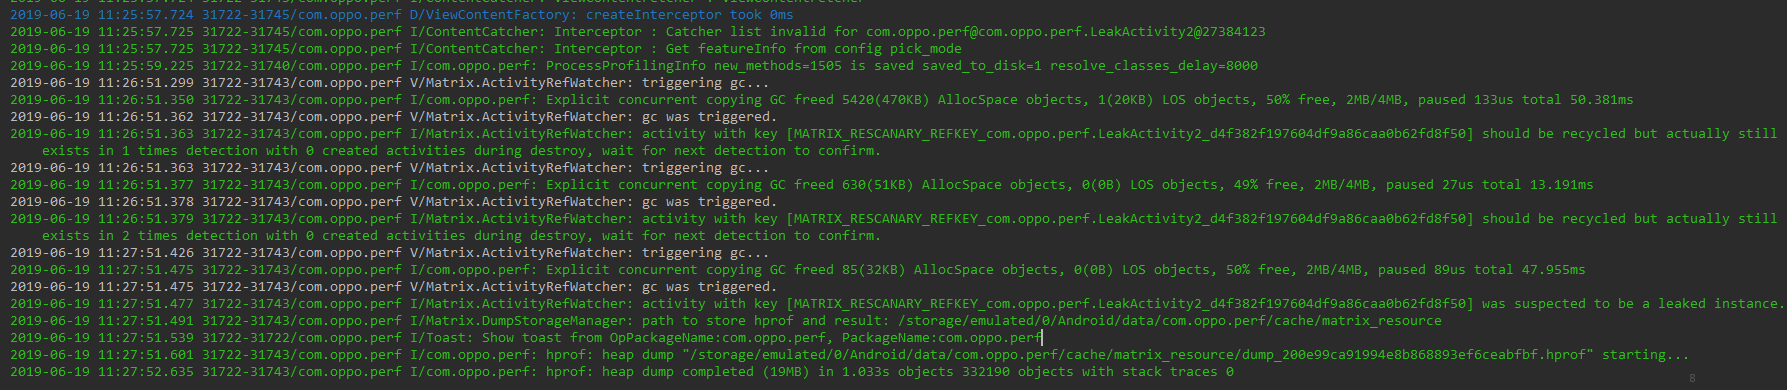 2019-06-19 11:25:57.724 31722-31745/com.oppo.perf D/ViewContentFactory: createInterceptor took 0ms
2019-06-19 11:25:57.725 31722-31745/com.oppo.perf I/ContentCatcher: Interceptor : Catcher list invalid for com.oppo.perf@com.oppo.perf.LeakActivity2@27384123
2019-06-19 11:25:57.725 31722-31745/com.oppo.perf I/ContentCatcher: Interceptor : Get featureInfo from config pick_mode
2019-06-19 11:25:59.225 31722-31740/com.oppo.perf I/com.oppo.perf: ProcessProfilingInfo new_methods=1505 is saved saved_to_disk=1 resolve_classes_delay=8000
2019-06-19 11:26:51.299 31722-31743/com.oppo.perf V/Matrix.ActivityRefWatcher: triggering gc...
2019-06-19 11:26:51.350 31722-31743/com.oppo.perf I/com.oppo.perf: Explicit concurrent copying GC freed 5420(470KB) AllocSpace objects, 1(20KB) LOS objects, 50% free, 2MB/4MB, paused 133us total 50.381ms
2019-06-19 11:26:51.362 31722-31743/com.oppo.perf V/Matrix.ActivityRefWatcher: gc was triggered.
2019-06-19 11:26:51.363 31722-31743/com.oppo.perf I/Matrix.ActivityRefWatcher: activity with key [MATRIX_RESCANARY_REFKEY_com.oppo.perf.LeakActivity2_d4f382f197604df9a86caa0b62fd8f50] should be recycled but actually still
exists in 1 times detection with 0 created activities during destroy, wait for next detection to confirm.
2019-06-19 11:26:51.363 31722-31743/com.oppo.perf V/Matrix.ActivityRefWatcher: triggering gc...
2019-06-19 11:26:51.377 31722-31743/com.oppo.perf I/com.oppo.perf: Explicit concurrent copying GC freed 630(51KB) AllocSpace objects, 0(0B) LOS objects, 49% free, 2MB/4MB, paused 27us total 13.191ms
2019-06-19 11:26:51.378 31722-31743/com.oppo.perf V/Matrix.ActivityRefWatcher: gc was triggered.
2019-06-19 11:26:51.379 31722-31743/com.oppo.perf I/Matrix.ActivityRefWatcher: activity with key [MATRIX_RESCANARY_REFKEY_com.oppo.perf.LeakActivity2_d4f382f197604df9a86caa0b62fd8f50] should be recycled but actually still
exists in 2 times detection with 0 created activities during destroy, wait for next detection to confirm.
2019-06-19 11:27:51.426 31722-31743/com.oppo.perf V/Matrix.ActivityRefWatcher: triggering gc...
2019-06-19 11:27:51.475 31722-31743/com.oppo.perf I/com.oppo.perf: Explicit concurrent copying GC freed 85(32KB) AllocSpace objects, 0(0B) LOS objects, 50% free, 2MB/4MB, paused 89us total 47.955ms
2019-06-19 11:27:51.475 31722-31743/com.oppo.perf V/Matrix.ActivityRefWatcher: gc was triggered.
2019-06-19 11:27:51.477 31722-31743/com.oppo.perf I/Matrix.ActivityRefWatcher: activity with key [MATRIX_RESCANARY_REFKEY_com.oppo.perf.LeakActivity2_d4f382f197604df9a86caa0b62fd8f50] was suspected to be a leaked instance.
2019-06-19 11:27:51.491 31722-31743/com.oppo.perf I/Matrix.DumpStorageManager: path to store hprof and result: /storage/emulated/0/Android/data/com.oppo.perf/cache/matrix_resource
2019-06-19 11:27:51.539 31722-31722/com.oppo.perf I/Toast: Show toast from OpPackageName:com.oppo.perf, PackageName:com.oppo.perf
2019-06-19 11:27:51.601 31722-31743/com.oppo.perf I/com.oppo.perf: hprof: heap dump "/storage/emulated/0/Android/data/com.oppo.perf/cache/matrix_resource/dump_200e99ca91994e8b868893ef6ceabfbf.hprof" starting...
2019-06-19 11:27:52.635 31722-31743/com.oppo.perf I/com.oppo.perf: hprof: heap dump completed (19MB) in 1.033s objects 332190 objects with stack traces 0